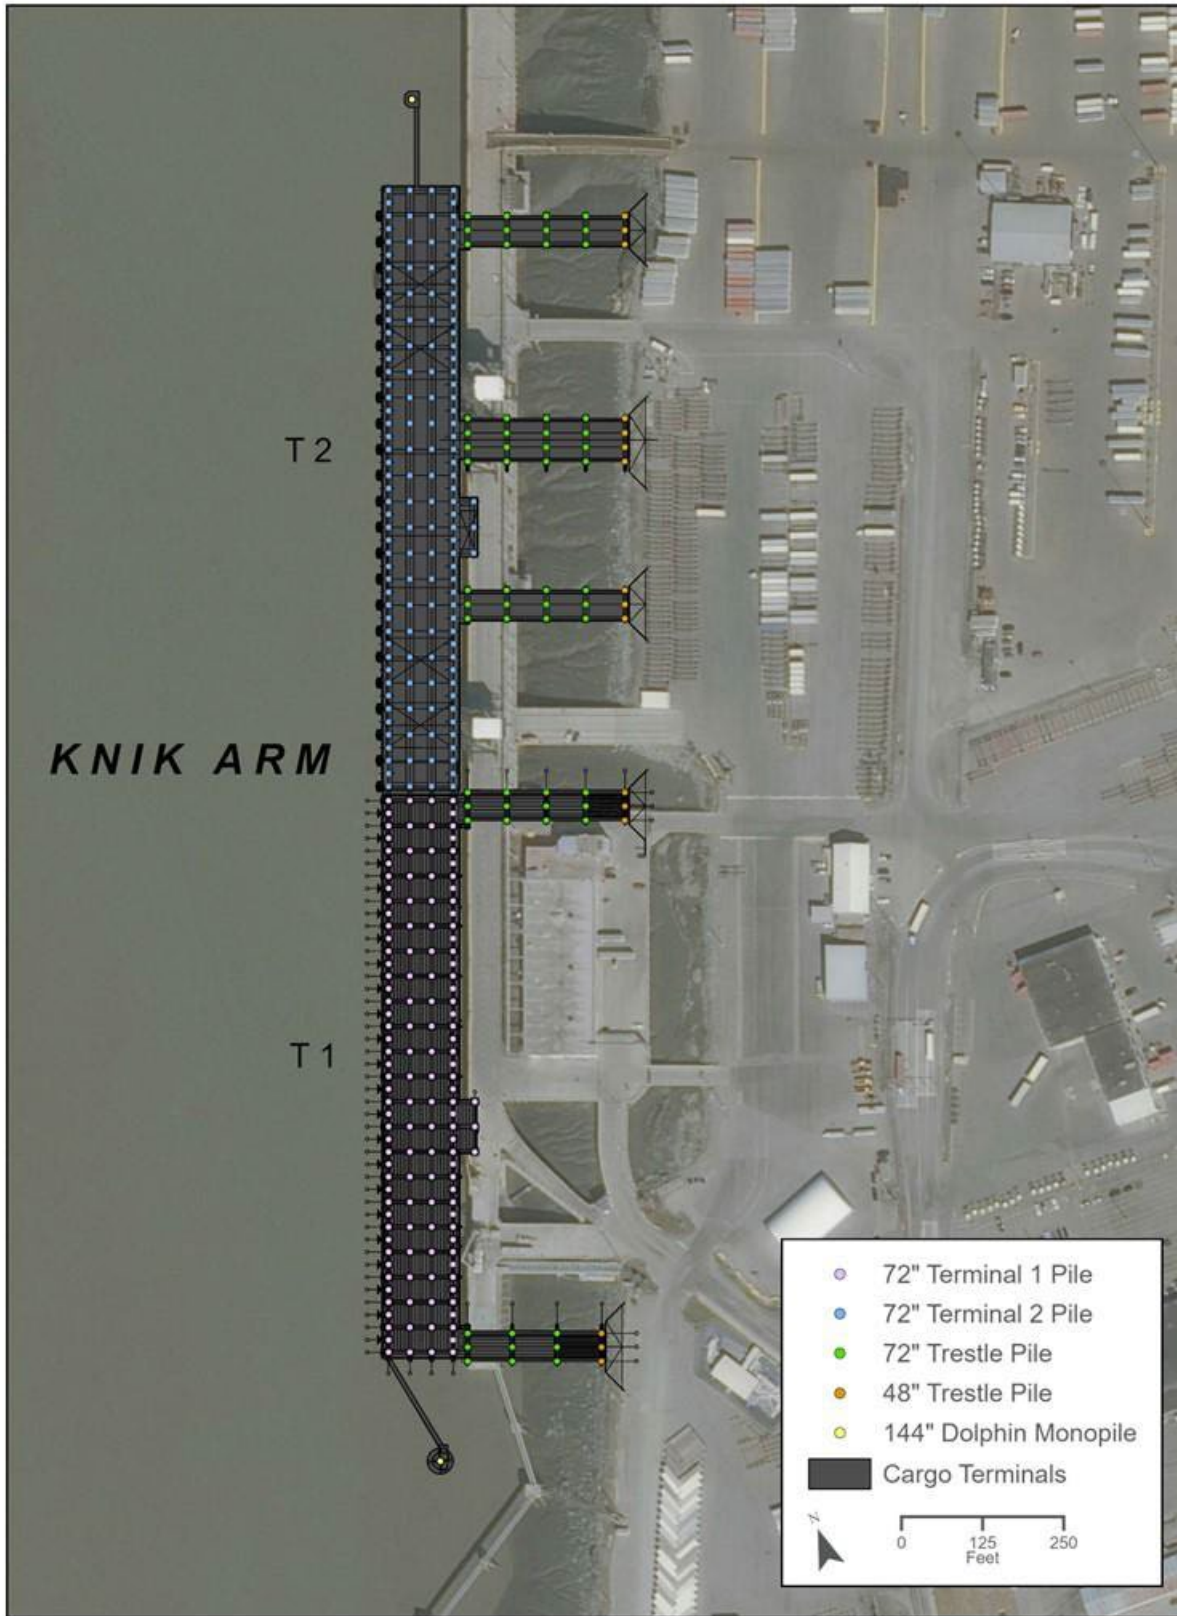 T 2
KNIK ARM
T 1
72" Terminal 1 Pile
72" Terminal 2 Pile
72" Trestle Pile
48" Trestle Pile
144" Dolphin Monopile
Cargo Terminals
N
0 125 250
Feet